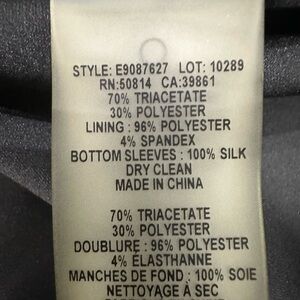 STYLE: E9087627 LOT: 10289
RN:50814 CA:39861
70% TRIACETATE
30% POLYESTER
LINING : 96% POLYESTER
4% SPANDEX
BOTTOM SLEEVES : 100% SILK
DRY CLEAN
MADE IN CHINA
70% TRIACETATE
30% POLYESTER
DOUBLURE : 96% POLYESTER
4% ÉLASTHANNE
MANCHES DE FOND : 100% SOIE
NETTOYAGE À SEC